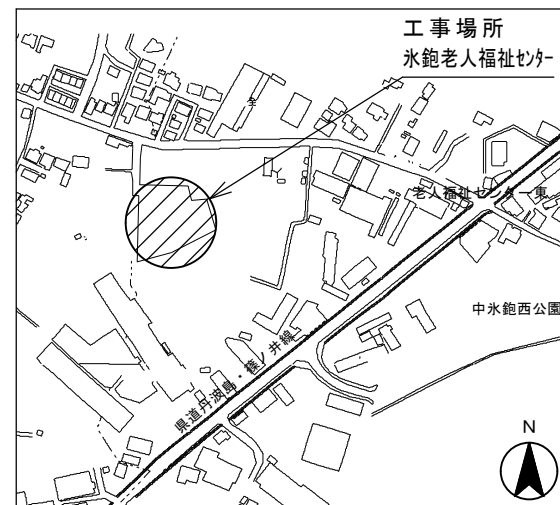 工事場所
氷鉋老人福祉ｾﾝﾀｰ
老人福祉センター東
中氷鉋西公園
県道丹波島・篠ノ井線
N